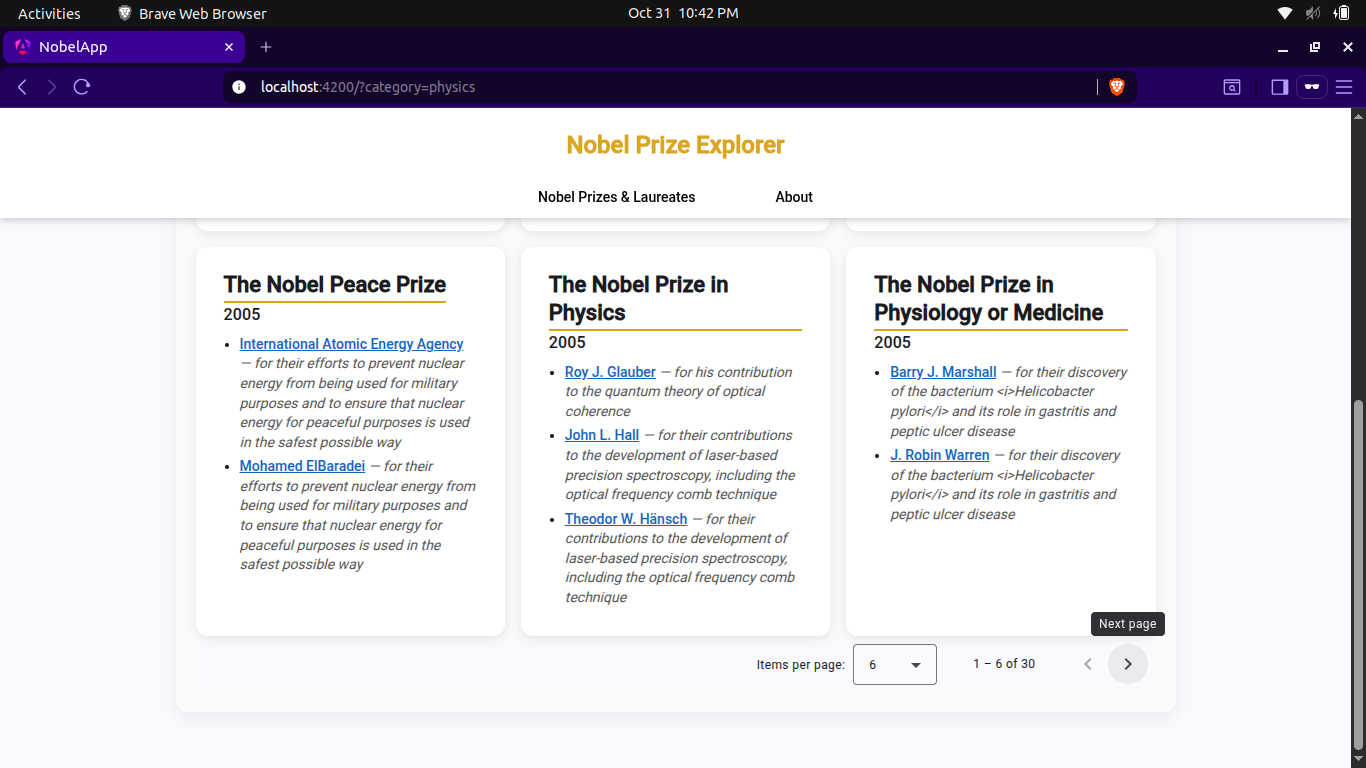 Activities
Brave Web Browser
Oct 31 10:42 PM
NobelApp
localhost:4200/?category=physics
Nobel Prize Explorer
Nobel Prizes & Laureates
About
The Nobel Peace Prize
2005
International Atomic Energy Agency
— for their efforts to prevent nuclear
energy from being used for military
purposes and to ensure that nuclear
energy for peaceful purposes is used
in the safest possible way
Mohamed ElBaradei — for their
efforts to prevent nuclear energy from
being used for military purposes and
to ensure that nuclear energy for
peaceful purposes is used in the
safest possible way
The Nobel Prize in
Physics
2005
Roy J. Glauber — for his contribution
to the quantum theory of optical
coherence
John L. Hall — for their contributions
to the development of laser-based
precision spectroscopy, including the
optical frequency comb technique
Theodor W. Hänsch — for their
contributions to the development of
laser-based precision spectroscopy,
including the optical frequency comb
technique
The Nobel Prize in
Physiology or Medicine
2005
Barry J. Marshall — for their discovery
of the bacterium <i>Helicobacter
pylori</i> and its role in gastritis and
peptic ulcer disease
J. Robin Warren — for their discovery
of the bacterium <i>Helicobacter
pylori</i> and its role in gastritis and
peptic ulcer disease
Next page
Items per page:
6
1 – 6 of 30